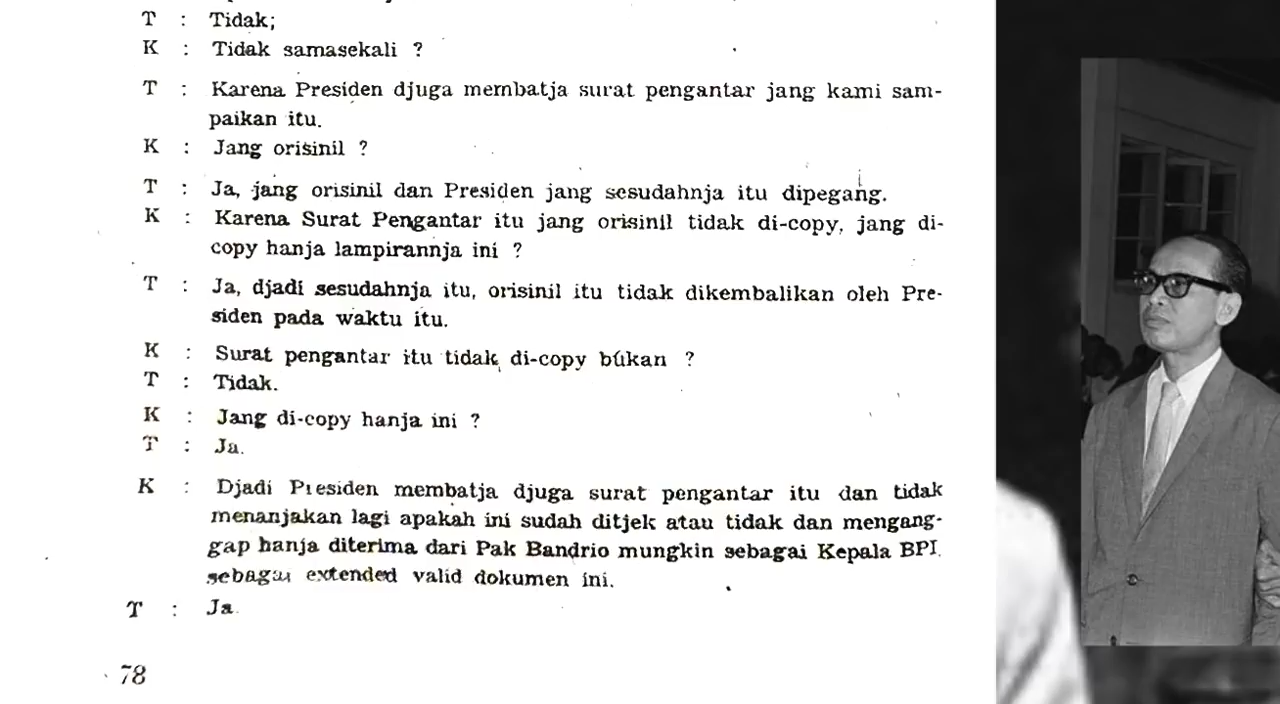 T : Tidak;
K : Tidak samasekali ?
T : Karena Presiden djuga membatja surat pengantar jang kami sam-
paikan itu.
K : Jang orisinil ?
T : Ja, jang orisinil dan Presiden jang sesudahnja itu dipegang.
K : Karena Surat Pengantar itu jang orisinil tidak di-copy, jang di-
copy hanja lampirannja ini ?
T : Ja, djadi sesudahnja itu, orisinil itu tidak dikembalikan oleh Pre-
siden pada waktu itu.
K : Surat pengantar itu tidak di-copy bukan ?
T : Tidak.
K : Jang di-copy hanja ini ?
T : Ja.
K : Djadi Presiden membatja djuga surat pengantar itu dan tidak
menanjakan lagi apakah ini sudah ditjek atau tidak dan mengang-
gap hanja diterima dari Pak Bandrio mungkin sebagai Kepala BPI.
sebagai extended valid dokumen ini.
T : Ja
78